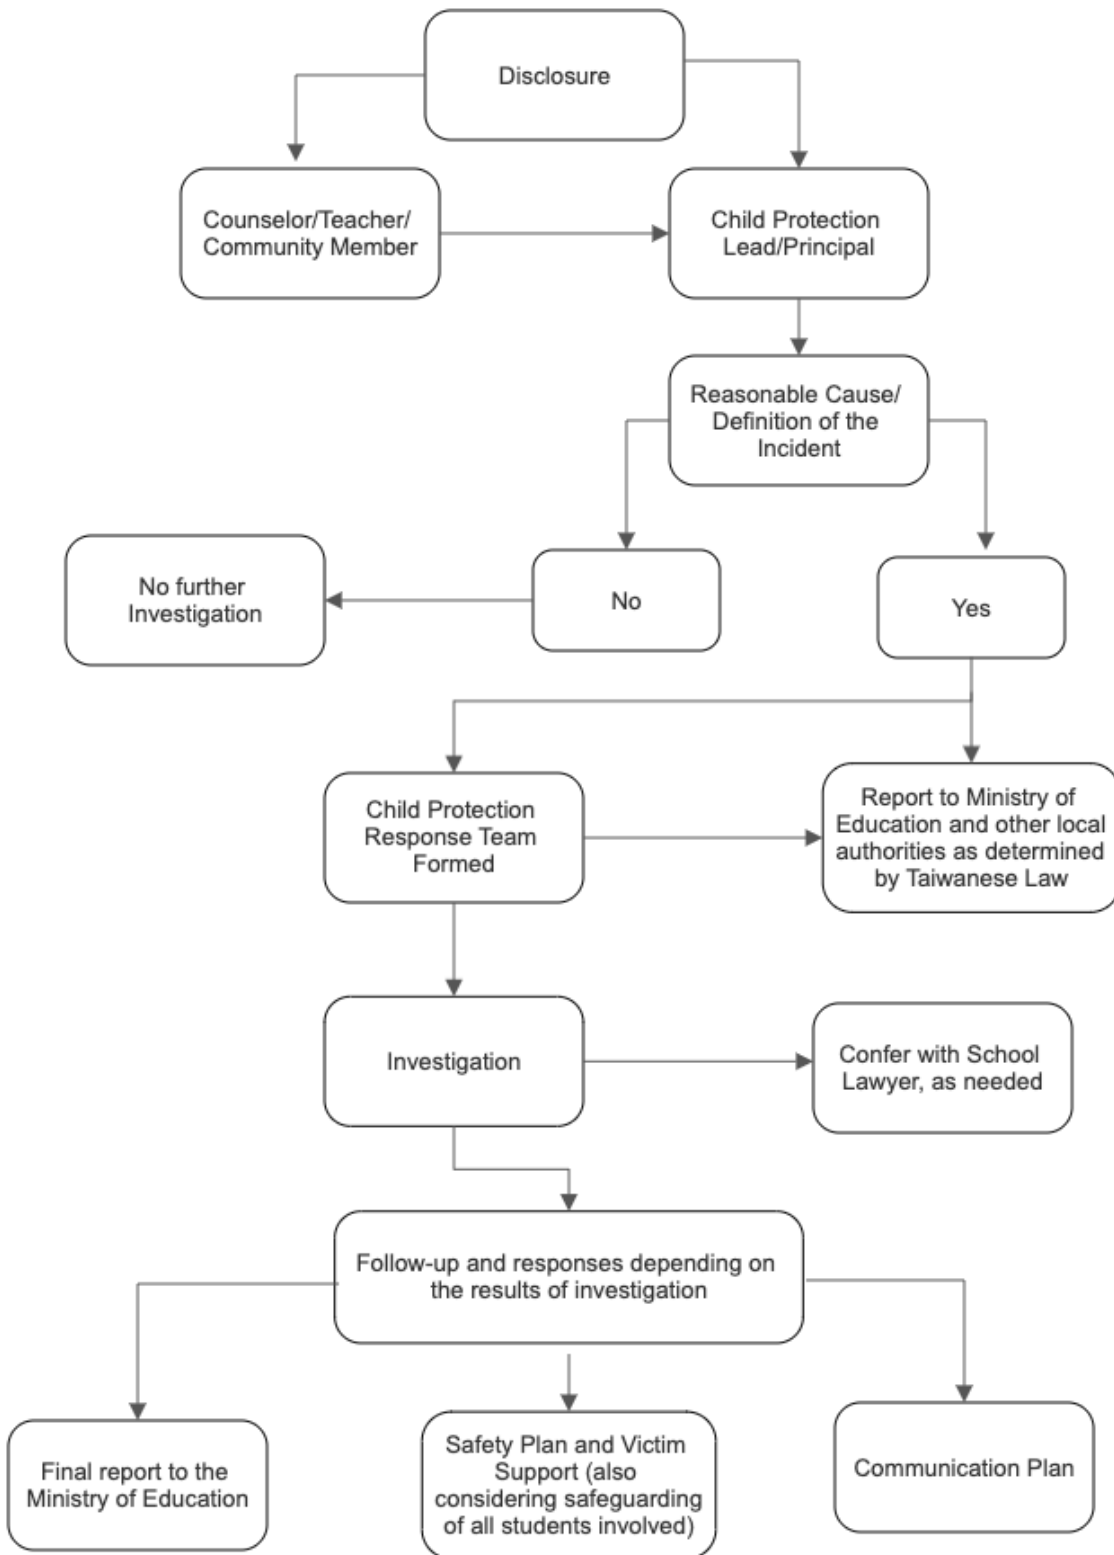 Disclosure
Counselor/Teacher/
Community Member
Child Protection
Lead/Principal
Reasonable Cause/
Definition of the
Incident
No further
Investigation
No
Yes
Child Protection
Response Team
Formed
Report to Ministry of
Education and other local
authorities as determined
by Taiwanese Law
Investigation
Confer with School
Lawyer, as needed
Follow-up and responses depending on
the results of investigation
Final report to the
Ministry of Education
Safety Plan and Victim
Support (also
considering safeguarding
of all students involved)
Communication Plan